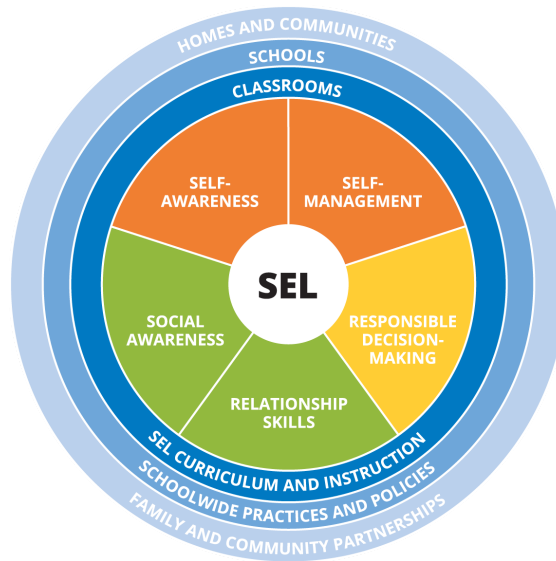 HOMES AND COMMUNITIES
SCHOOLS
CLASSROOMS
SELF-
AWARENESS
SELF-
MANAGEMENT
SEL
SOCIAL
AWARENESS
RESPONSIBLE
DECISION-
MAKING
RELATIONSHIP
SKILLS
SEL CURRICULUM AND INSTRUCTION
SCHOOLWIDE PRACTICES AND POLICIES
FAMILY AND COMMUNITY PARTNERSHIPS